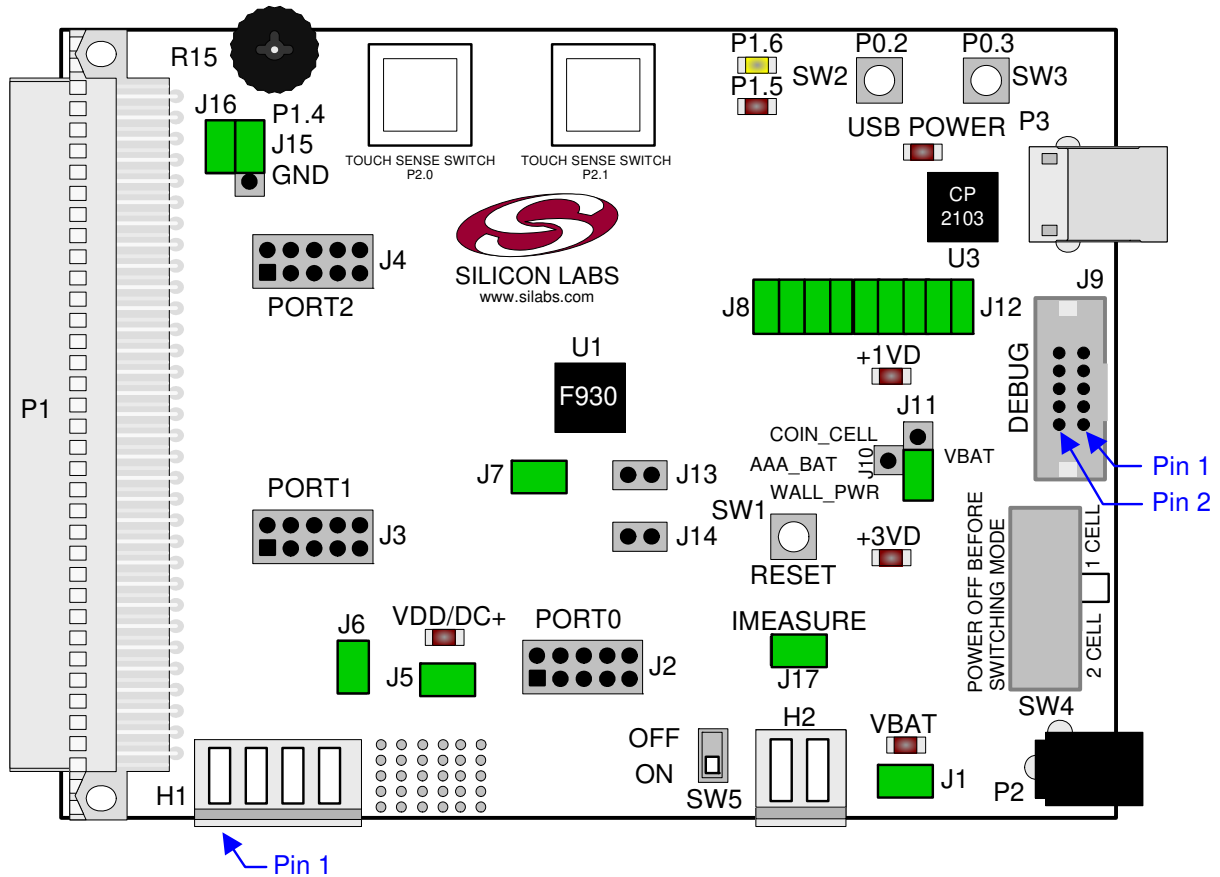 R15
P1.6
P0.2
P0.3
SW2
SW3
P1.5
J16
P1.4
J15
GND
USB POWER
P3
TOUCH SENSE SWITCH
P2.0
TOUCH SENSE SWITCH
P2.1
CP
2103
U3
SILICON LABS
www.silabs.com
J4
PORT2
J9
J8
J12
U1
F930
+1VD
DEBUG
P1
J11
COIN_CELL
AAA_BAT
J10
VBAT
WALL_PWR
Pin 1
Pin 2
J7
J13
PORT1
J3
J14
SW1
RESET
+3VD
POWER OFF BEFORE
SWITCHING MODE
2 CELL
1 CELL
SW4
J6
VDD/DC+
J5
PORT0
J2
IMEASURE
J17
H2
VBAT
OFF
ON
SW5
J1
P2
H1
Pin 1